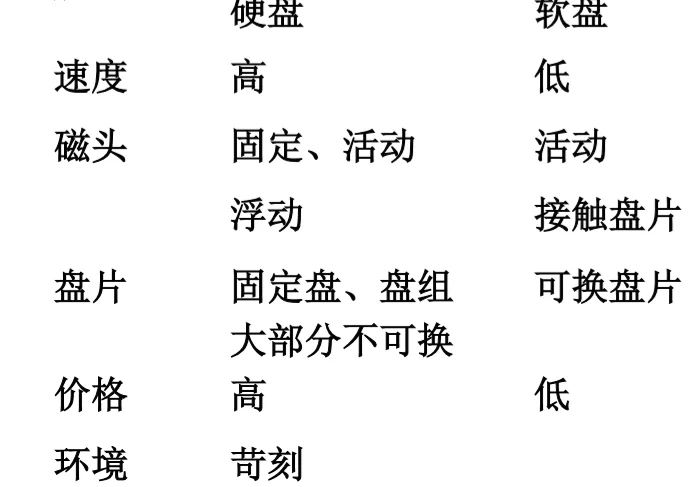 硬盘 软盘
速度 高 低
磁头 固定、活动 活动
浮动 接触盘片
盘片 固定盘、盘组 可换盘片
大部分不可换
价格 高 低
环境 苛刻